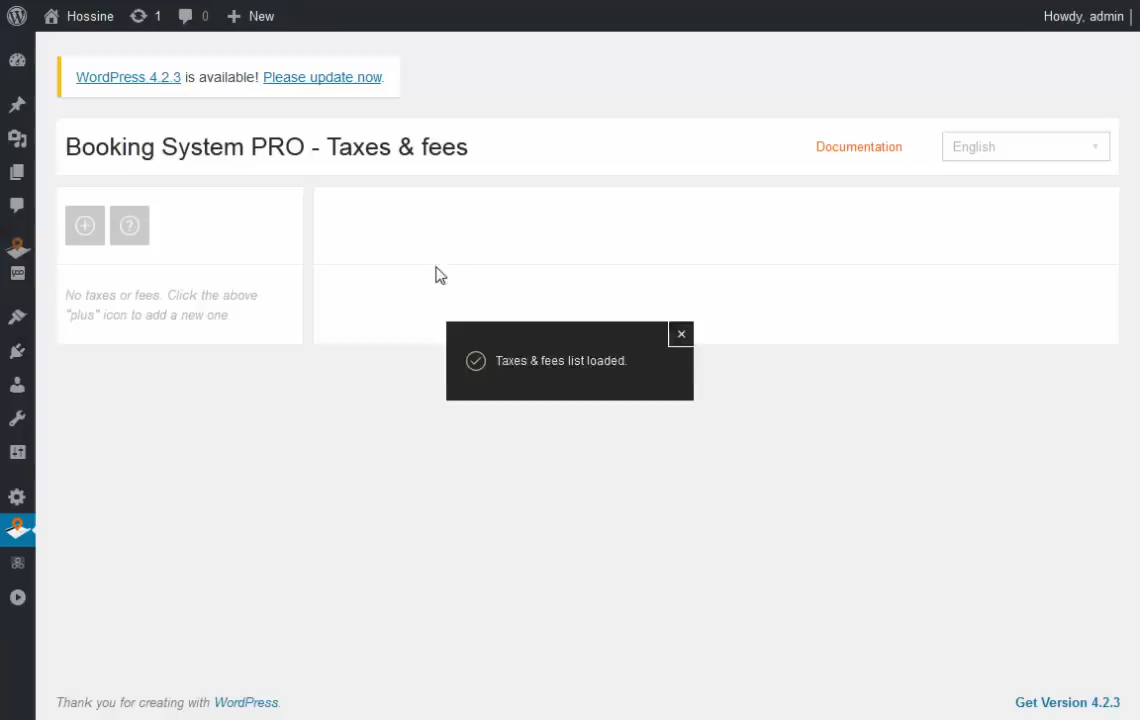 Hossine 1 0 New Howdy, admin
WordPress 4.2.3 is available! Please update now.
Booking System PRO - Taxes & fees
Documentation
English
No taxes or fees. Click the above
"plus" icon to add a new one.
Taxes & fees list loaded.
Thank you for creating with WordPress.
Get Version 4.2.3